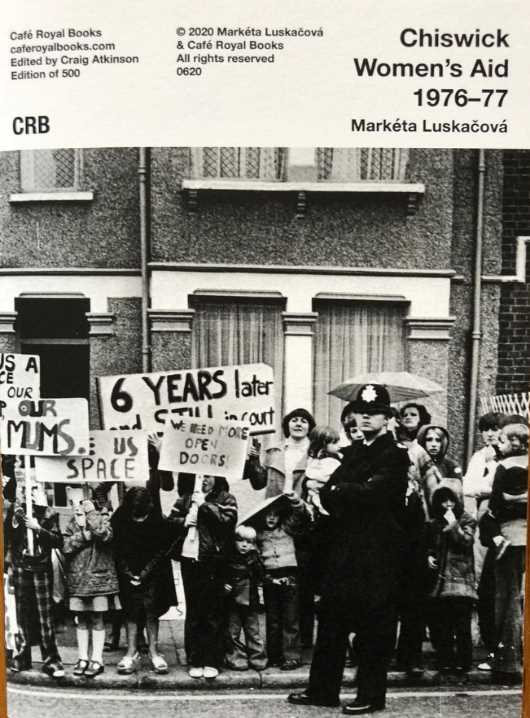 Café Royal Books
caferoyalbooks.com
Edited by Craig Atkinson
Edition of 500
© 2020 Markéta Luskačová
& Café Royal Books
All rights reserved
0620
Chiswick
Women's Aid
1976–77
Markéta Luskačová
CRB
US A
CE
OUR
OUR
MUMS.
US
SPACE
6 YEARS later
and STILL in court
WE NEED MORE
OPEN
DOORS!